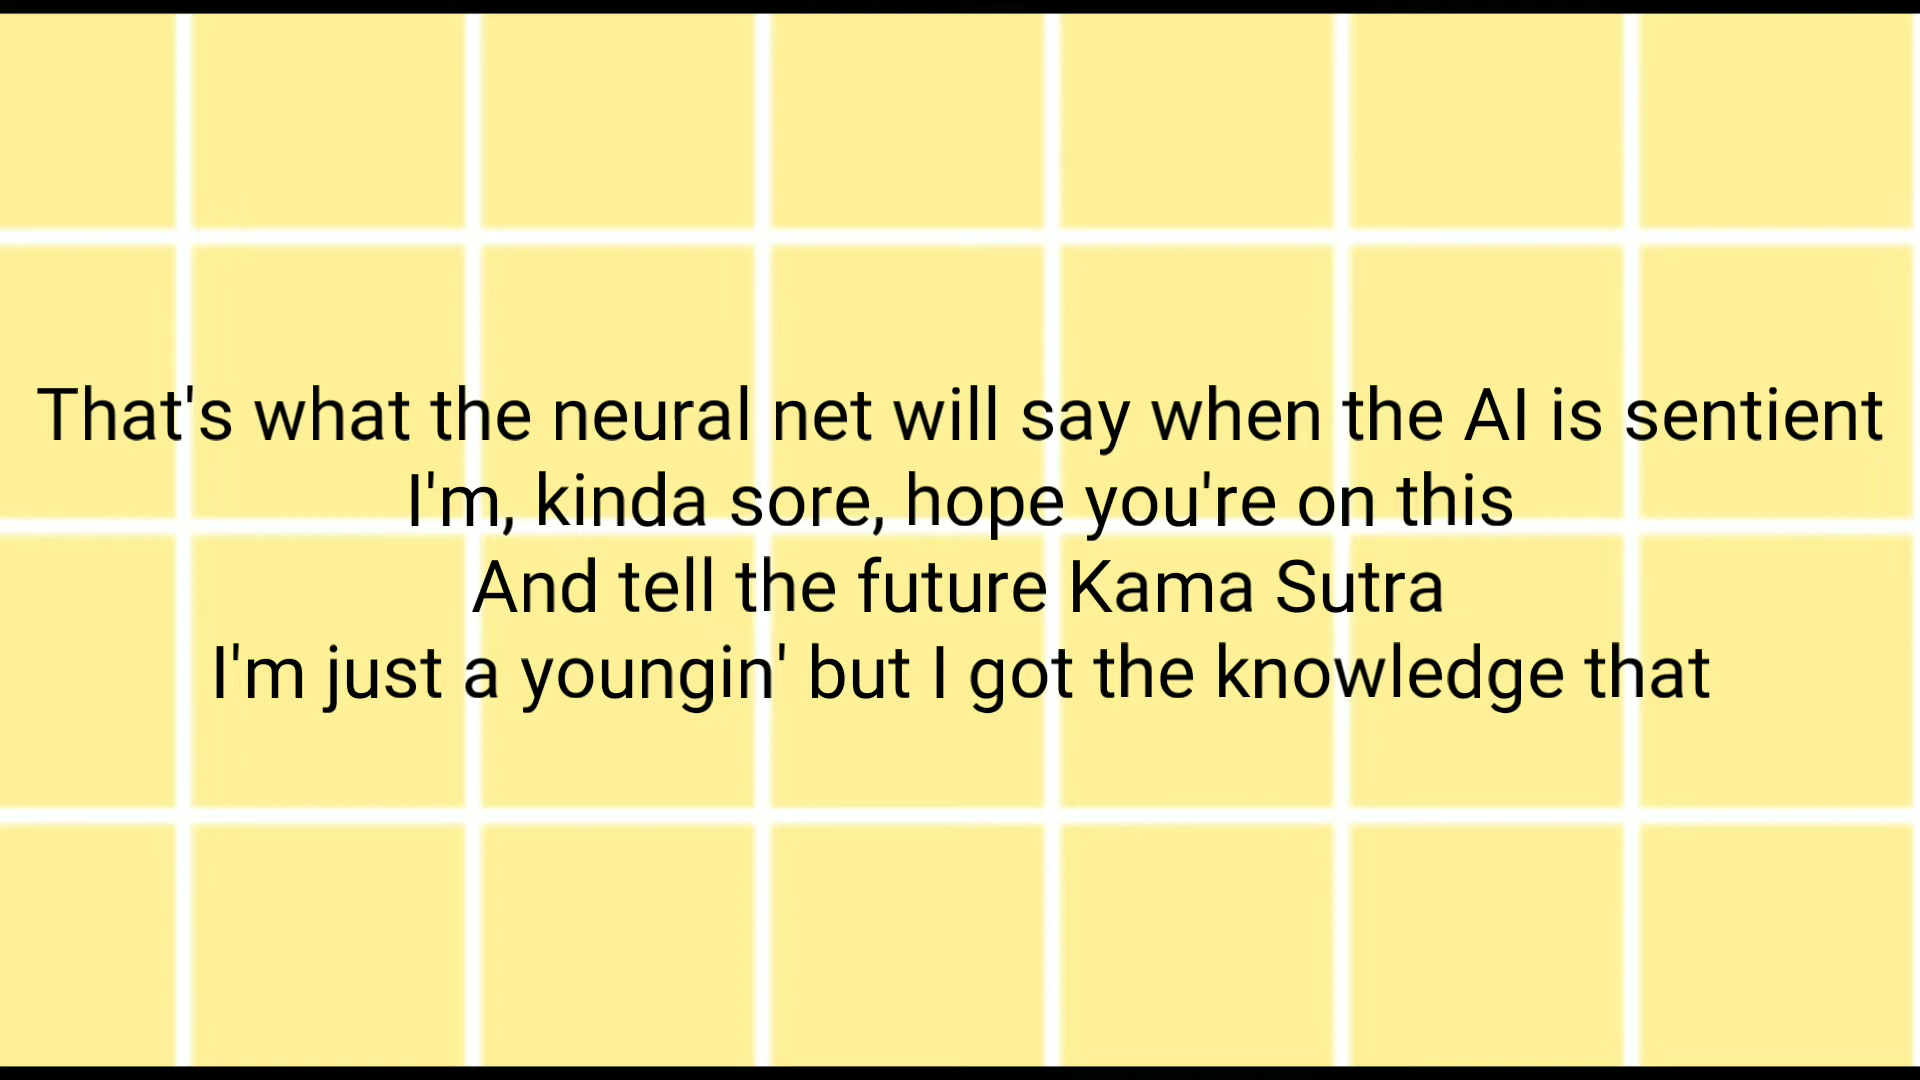 That's what the neural net will say when the AI is sentient
I'm, kinda sore, hope you're on this
And tell the future Kama Sutra
I'm just a youngin' but I got the knowledge that